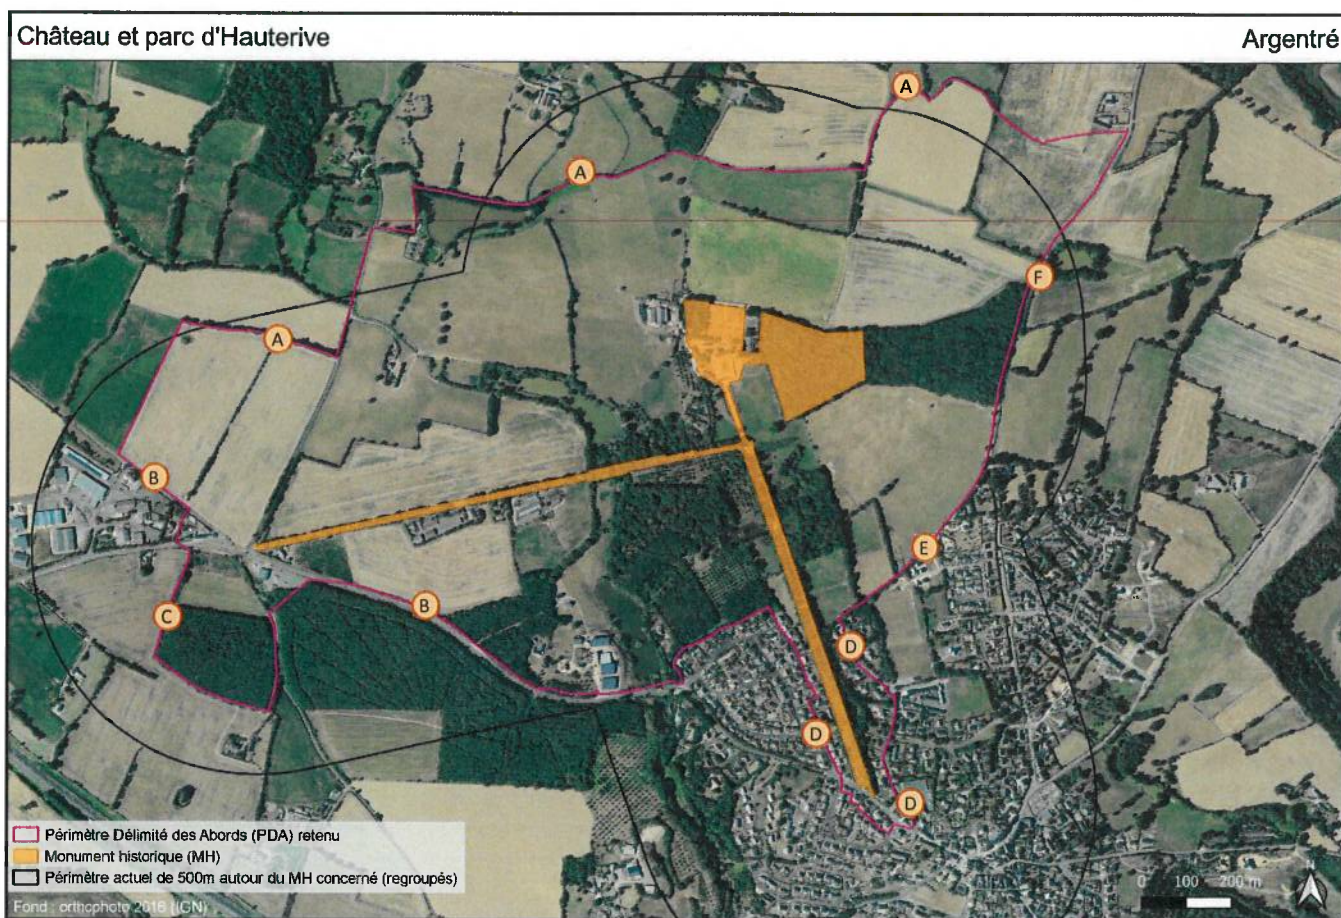 Château et parc d'Hauterive
Argentré
A
A
A
F
B
E
B
C
D
D
D
Périmètre Délimité des Abords (PDA) retenu
Monument historique (MH)
Périmètre actuel de 500m autour du MH concerné (regroupés)
Fond : orthophoto 2016 (IGN)
0 100 200 m
N